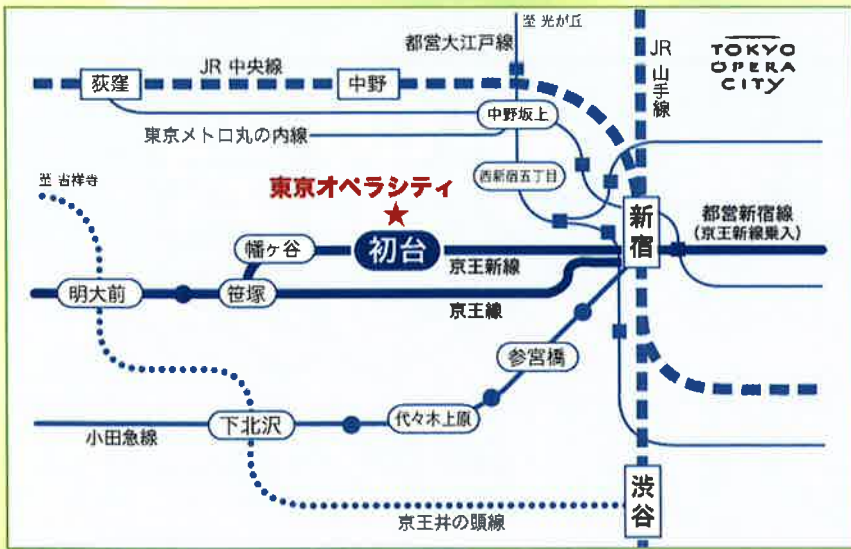 至 光が丘
都営大江戸線
JR 中央線
JR 山手線
TOKYO
OPERA
CITY
荻窪
中野
中野坂上
東京メトロ丸の内線
西新宿五丁目
至 吉祥寺
東京オペラシティ
新宿
都営新宿線
(京王新線乗入)
幡ヶ谷
初台
京王新線
明大前
笹塚
京王線
参宮橋
代々木上原
下北沢
小田急線
渋谷
京王井の頭線